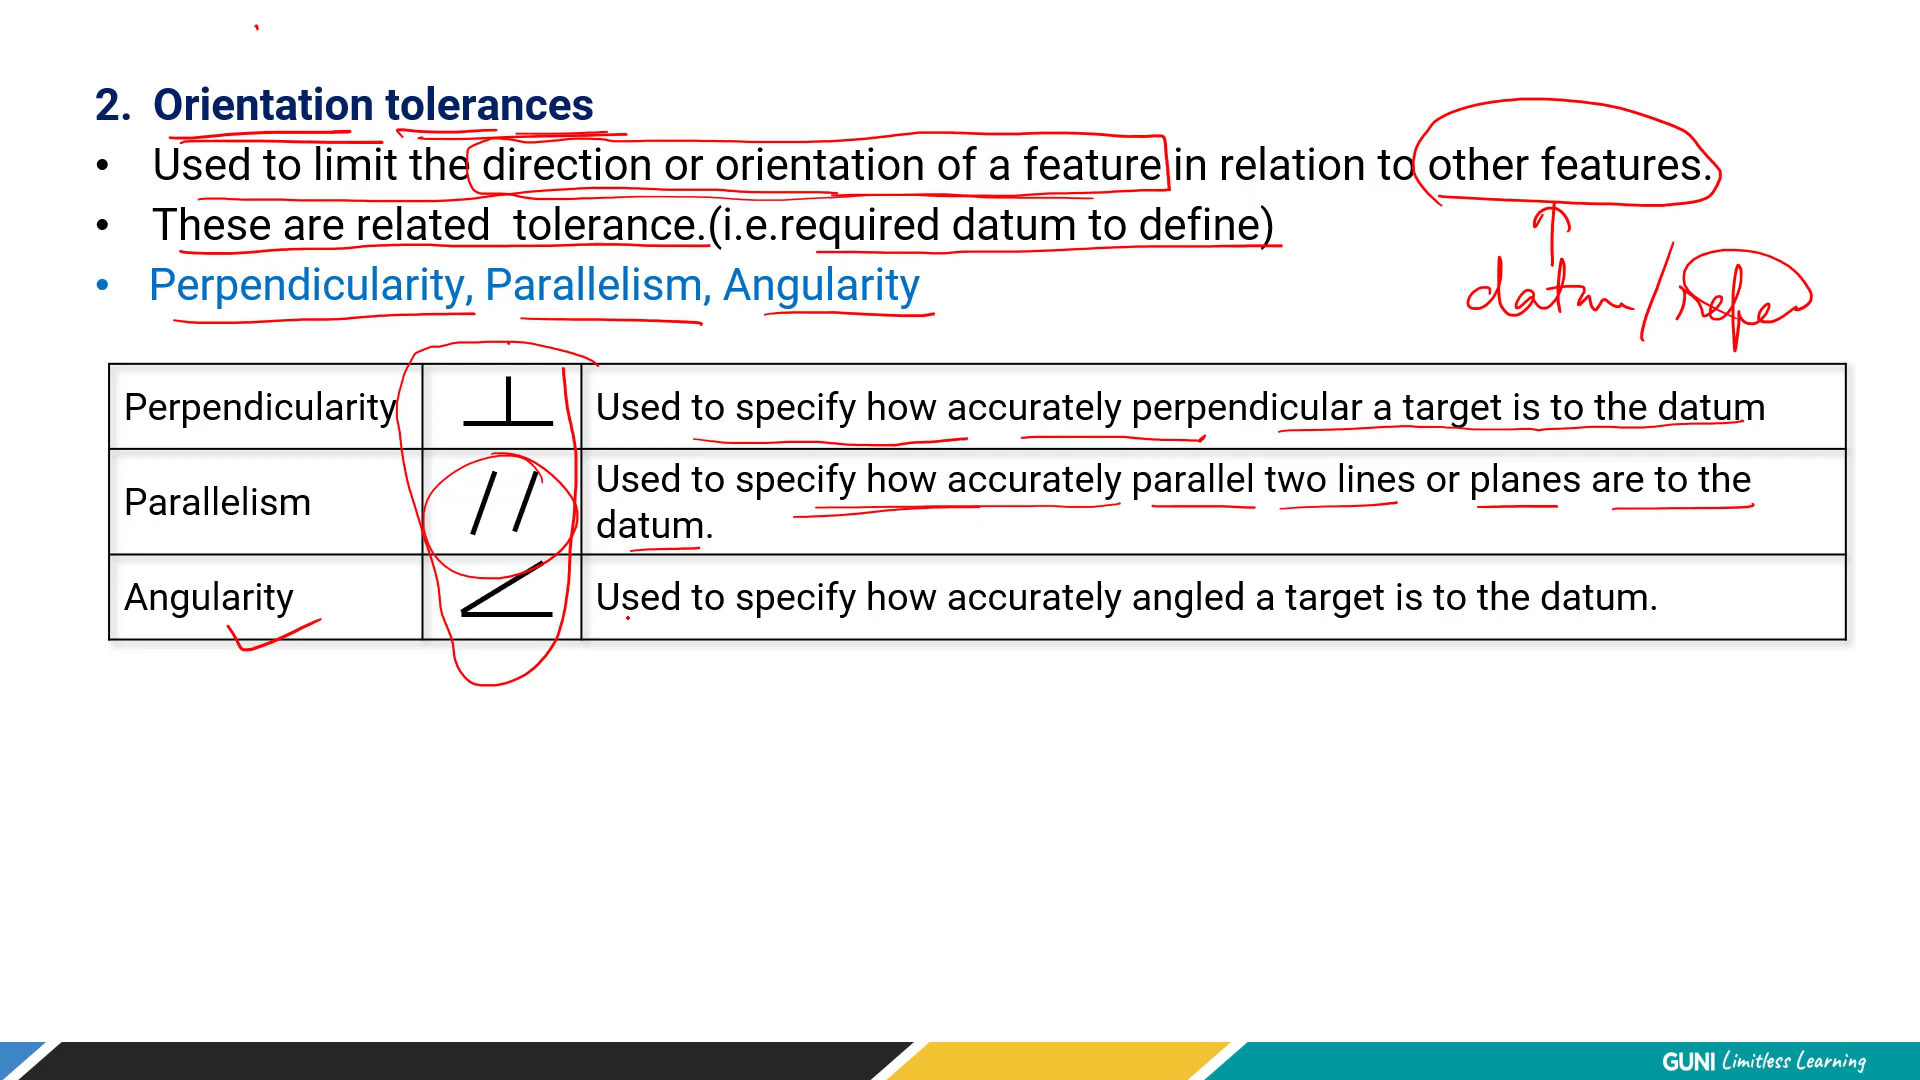 2. Orientation tolerances
• Used to limit the direction or orientation of a feature in relation to other features.
• These are related tolerance.(i.e.required datum to define)
• Perpendicularity, Parallelism, Angularity
datum/refer
Perpendicularity ⊥ Used to specify how accurately perpendicular a target is to the datum
Parallelism // Used to specify how accurately parallel two lines or planes are to the
datum.
Angularity ∠ Used to specify how accurately angled a target is to the datum.
GUNI Limitless Learning